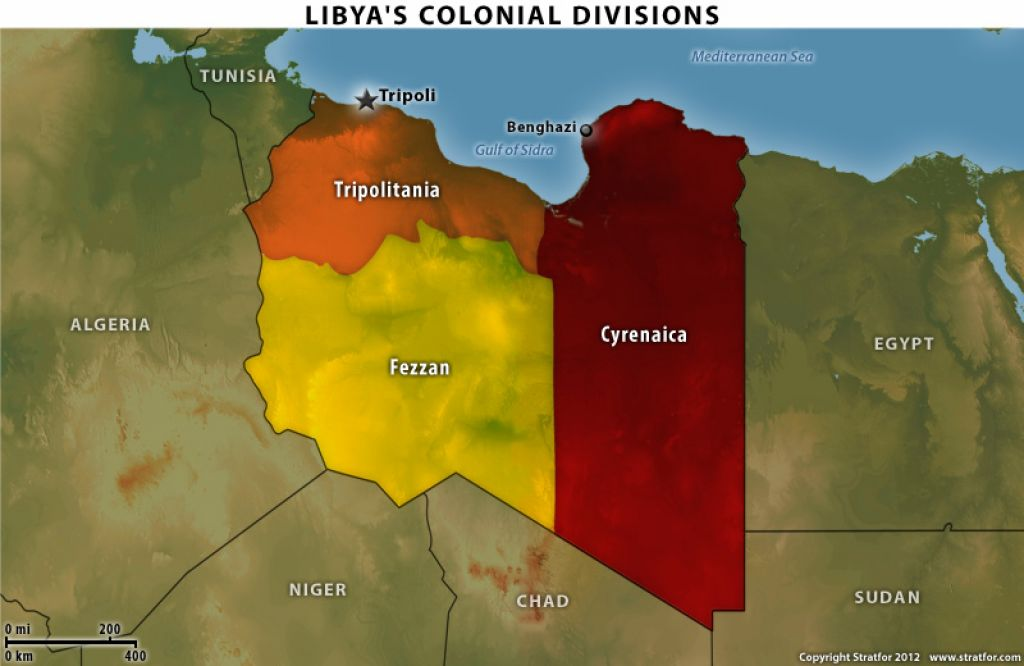 LIBYA'S COLONIAL DIVISIONS
Mediterranean Sea
TUNISIA
Tripoli
Benghazi
Gulf of Sidra
Tripolitania
ALGERIA
Cyrenaica
EGYPT
Fezzan
NIGER
CHAD
SUDAN
0 mi 200
0 km 400
Copyright Stratfor 2012 www.stratfor.com